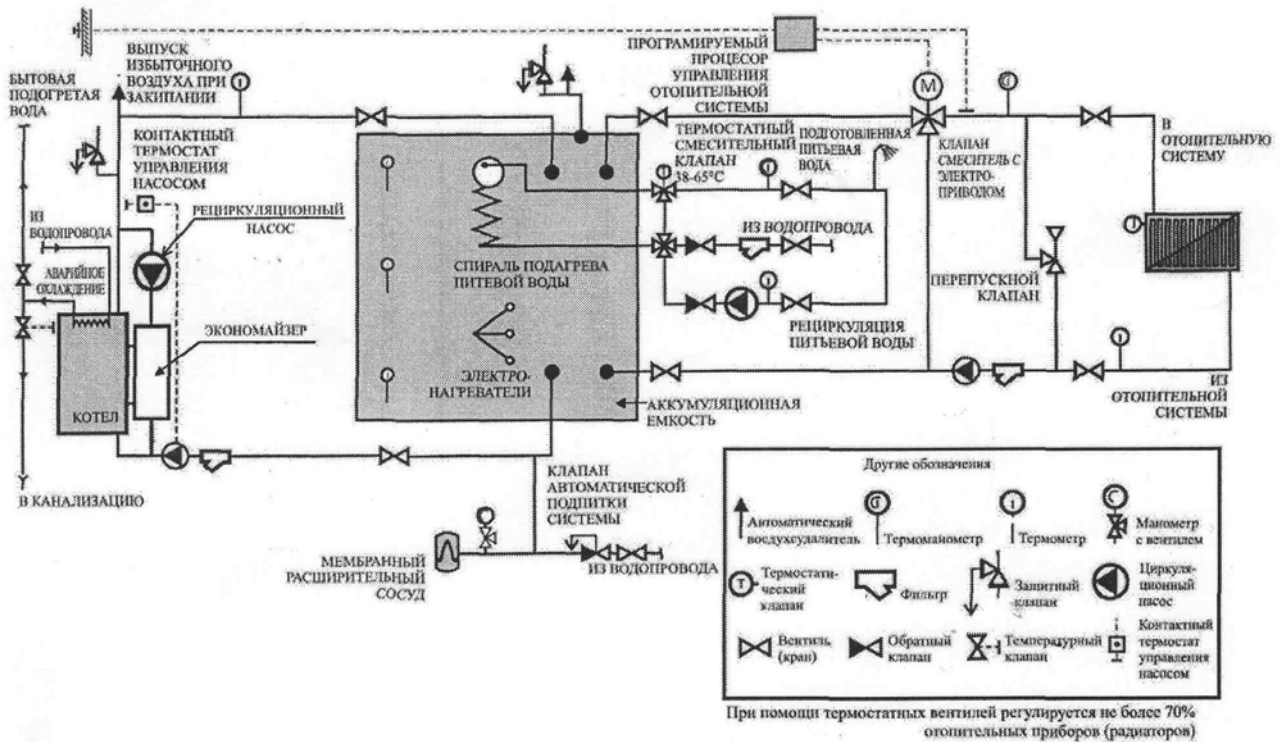 ВЫПУСК
ИЗБЫТОЧНОГО
ВОЗДУХА ПРИ
ЗАКИПАНИИ
БЫТОВАЯ
ПОДОГРЕТАЯ
ВОДА
КОНТАКТНЫЙ
ТЕРМОСТАТ
УПРАВЛЕНИЯ
НАСОСОМ
РЕЦИРКУЛЯЦИОННЫЙ
НАСОС
ИЗ
ВОДОПРОВОДА
АВАРИЙНОЕ
ОХЛАЖДЕНИЕ
ЭКОНОМАЙЗЕР
КОТЕЛ
В КАНАЛИЗАЦИЮ
ПРОГРАМИРУЕМЫЙ
ПРОЦЕСОР
УПРАВЛЕНИЯ
ОТОПИТЕЛЬНОЙ
СИСТЕМЫ
ТЕРМОСТАТНЫЙ
СМЕСИТЕЛЬНЫЙ
КЛАПАН
38-65°C
ПОДГОТОВЛЕННАЯ
ПИТЬЕВАЯ
ВОДА
M
КЛАПАН
СМЕСИТЕЛЬ С
ЭЛЕКТРО-
ПРИВОДОМ
В
ОТОПИТЕЛЬНУЮ
СИСТЕМУ
ИЗ ВОДОПРОВОДА
СПИРАЛЬ ПОДАГРЕВА
ПИТЕВОЙ ВОДЫ
ПЕРЕПУСКНОЙ
КЛАПАН
РЕЦИРКУЛЯЦИЯ
ПИТЬЕВОЙ ВОДЫ
ЭЛЕКТРО-
НАГРЕВАТЕЛИ
АККУМУЛЯЦИОННАЯ
ЕМКОСТЬ
ИЗ
ОТОПИТЕЛЬНОЙ
СИСТЕМЫ
КЛАПАН
АВТОМАТИЧЕСКОЙ
ПОДПИТКИ
СИСТЕМЫ
МЕМБРАННЫЙ
РАСШИРИТЕЛЬНЫЙ
СОСУД
ИЗ ВОДОПРОВОДА
Другие обозначения
Автоматический
восдухсудалитель
Термоманометр
Термометр
Манометр
с вентилем
T
Термостати-
ческий
клапан
Фильтр
Защитный
клапан
Циркуля-
ционный
насос
Вентиль
(кран)
Обратный
клапан
Температурный
клапан
Контактный
термостат
управления
насосом
При помощи термостатных вентилей регулируется не более 70%
отопительных приборов (радиаторов)